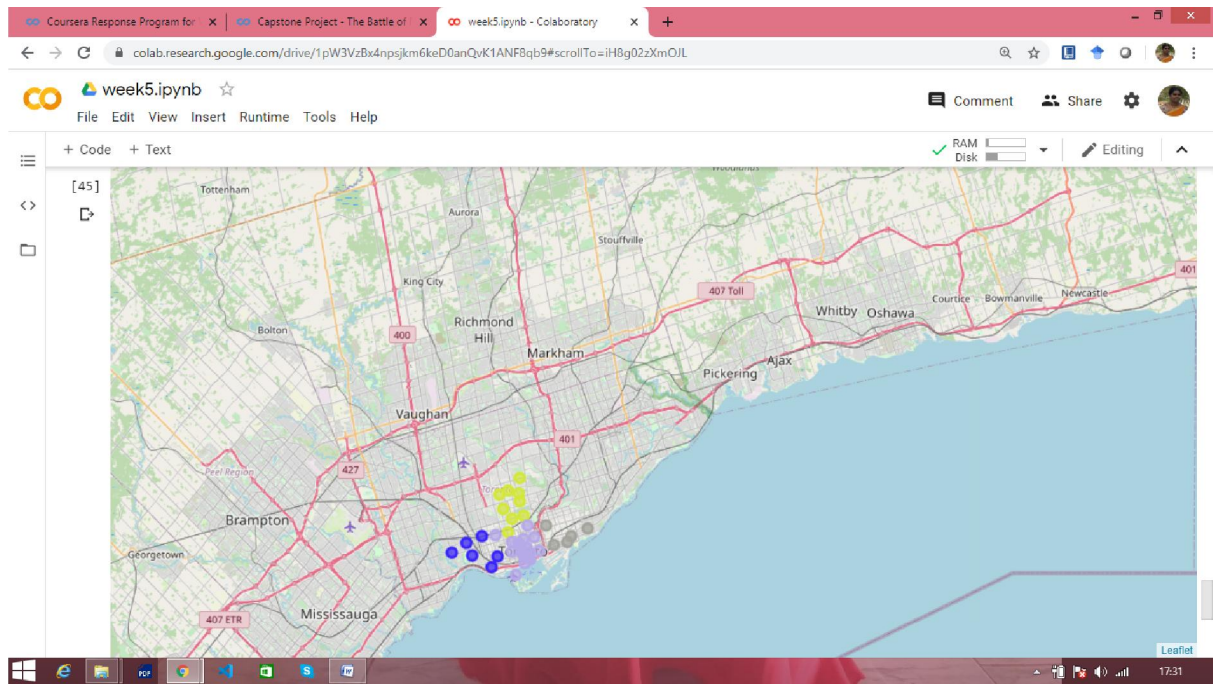 Coursera Response Program for
Capstone Project - The Battle of
week5.ipynb - Colaboratory
colab.research.google.com/drive/1pW3VzBx4npsjkm6keD0anQvK1ANF8qb9#scrollTo=iH8g02zXmOJL
week5.ipynb
Comment
Share
File Edit View Insert Runtime Tools Help
+ Code + Text
RAM
Disk
Editing
[45]
Tottenham
Aurora
Stouffville
King City
407 Toll
401
Newcastle
Courtice
Bowmanville
Whitby
Oshawa
Bolton
400
Richmond
Hill
Markham
Ajax
Pickering
Vaughan
401
427
Peel Region
Brampton
Georgetown
407 ETR
Mississauga
Leaflet
PDF
17:31